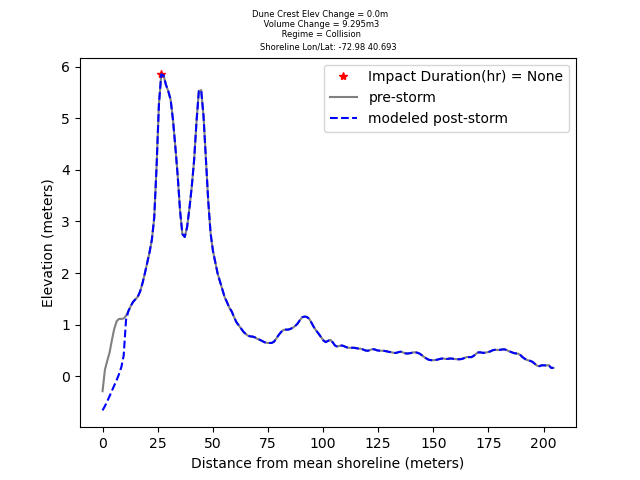 Dune Crest Elev Change = 0.0m
Volume Change = 9.295m3
Regime = Collision
Shoreline Lon/Lat: -72.98 40.693
Impact Duration(hr) = None
pre-storm
modeled post-storm
Elevation (meters)
6
5
4
3
2
1
0
0 25 50 75 100 125 150 175 200
Distance from mean shoreline (meters)